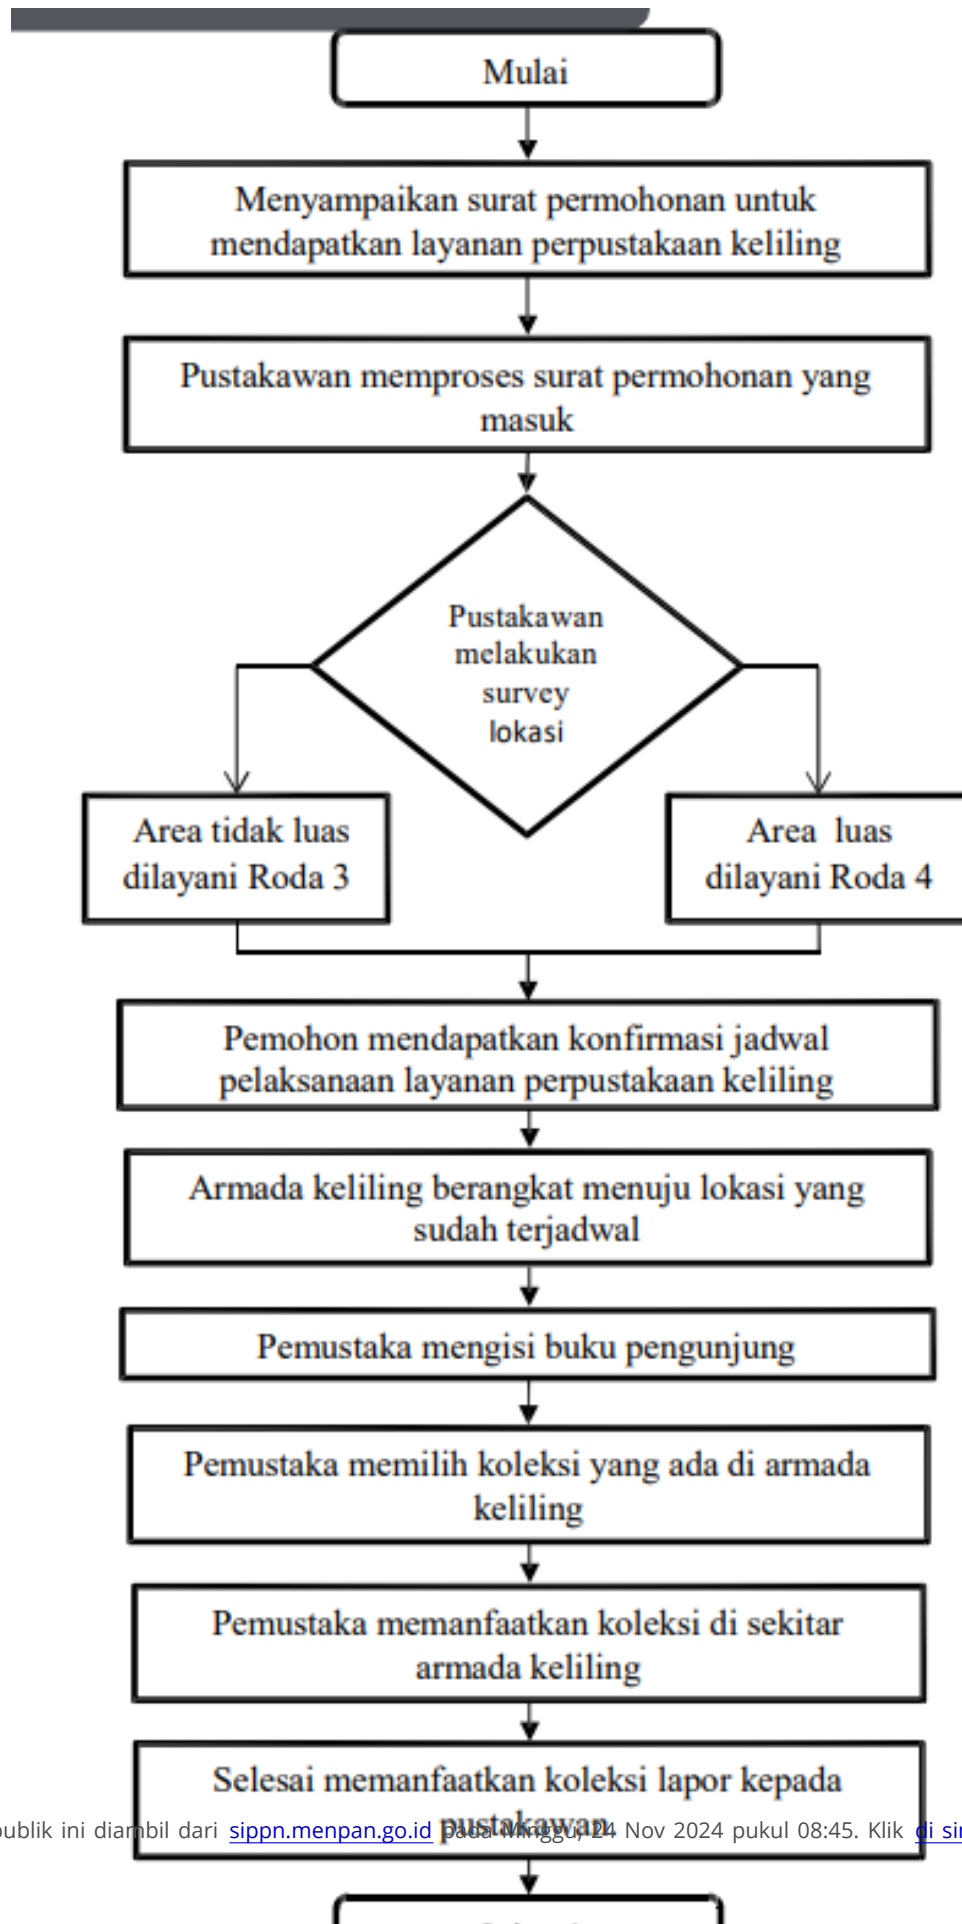 Mulai
Menyampaikan surat permohonan untuk
mendapatkan layanan perpustakaan keliling
Pustakawan memproses surat permohonan yang
masuk
Pustakawan
melakukan
survey
lokasi
Area tidak luas
dilayani Roda 3
Area luas
dilayani Roda 4
Pemohon mendapatkan konfirmasi jadwal
pelaksanaan layanan perpustakaan keliling
Armada keliling berangkat menuju lokasi yang
sudah terjadwal
Pemustaka mengisi buku pengunjung
Pemustaka memilih koleksi yang ada di armada
keliling
Pemustaka memanfaatkan koleksi di sekitar
armada keliling
Selesai memanfaatkan koleksi lapor kepada
pustakawan.
publik ini diambil dari sippn.menpan.go.id pada Minggu, 24 Nov 2024 pukul 08:45. Klik di